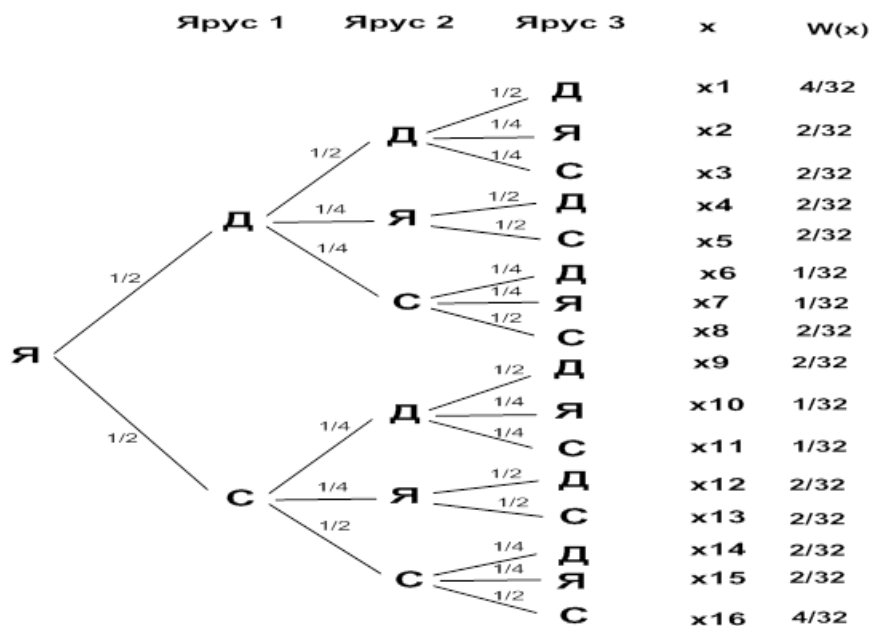 Ярус 1 Ярус 2 Ярус 3 x W(x)
1/2 Д x1 4/32
Д 1/4 Я x2 2/32
1/2 1/4 С x3 2/32
1/2 Д x4 2/32
Д 1/4 Я 1/2 С x5 2/32
1/4 1/4 Д x6 1/32
1/2 С 1/4 Я x7 1/32
1/2 С x8 2/32
Я 1/2 Д x9 2/32
Д 1/4 Я x10 1/32
1/2 1/4 1/4 С x11 1/32
1/2 Д x12 2/32
С 1/4 Я 1/2 С x13 2/32
1/2 1/4 Д x14 2/32
С 1/4 Я x15 2/32
1/2 С x16 4/32